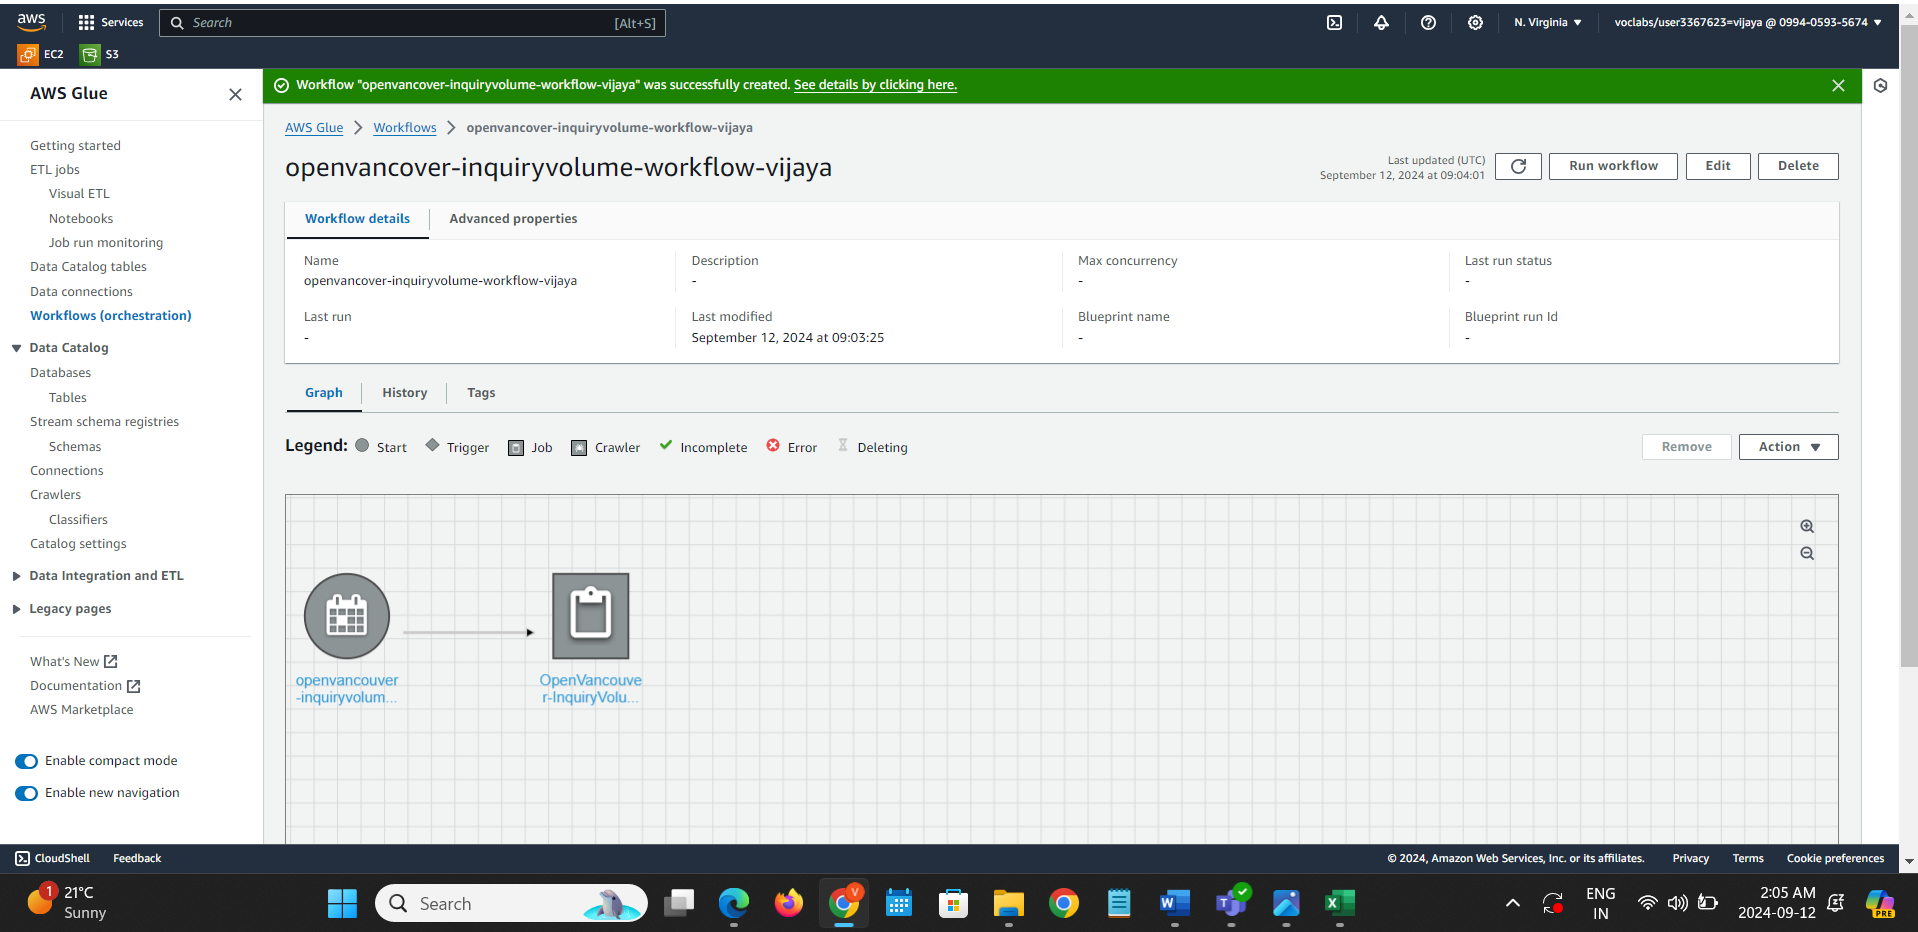 aws
Services
Search
[Alt+S]
N. Virginia
voclabs/user3367623=vijaya @ 0994-0593-5674
EC2
S3
AWS Glue
Workflow "openvancover-inquiryvolume-workflow-vijaya" was successfully created. See details by clicking here.
AWS Glue
Workflows
openvancover-inquiryvolume-workflow-vijaya
openvancover-inquiryvolume-workflow-vijaya
Last updated (UTC)
September 12, 2024 at 09:04:01
Run workflow
Edit
Delete
Getting started
ETL jobs
Visual ETL
Notebooks
Job run monitoring
Data Catalog tables
Data connections
Workflows (orchestration)
Data Catalog
Databases
Tables
Stream schema registries
Schemas
Connections
Crawlers
Classifiers
Catalog settings
Data Integration and ETL
Legacy pages
What's New
Documentation
AWS Marketplace
Enable compact mode
Enable new navigation
Workflow details
Advanced properties
Name
openvancover-inquiryvolume-workflow-vijaya
Description
-
Max concurrency
-
Last run status
-
Last run
-
Last modified
September 12, 2024 at 09:03:25
Blueprint name
-
Blueprint run Id
-
Graph
History
Tags
Legend:
Start
Trigger
Job
Crawler
Incomplete
Error
Deleting
Remove
Action
openvancouver
-inquiryvolum...
OpenVancouve
r-InquiryVolu...
CloudShell
Feedback
© 2024, Amazon Web Services, Inc. or its affiliates.
Privacy
Terms
Cookie preferences
1
21°C
Sunny
Search
V
W
T
X
PRE
ENG
IN
2:05 AM
2024-09-12